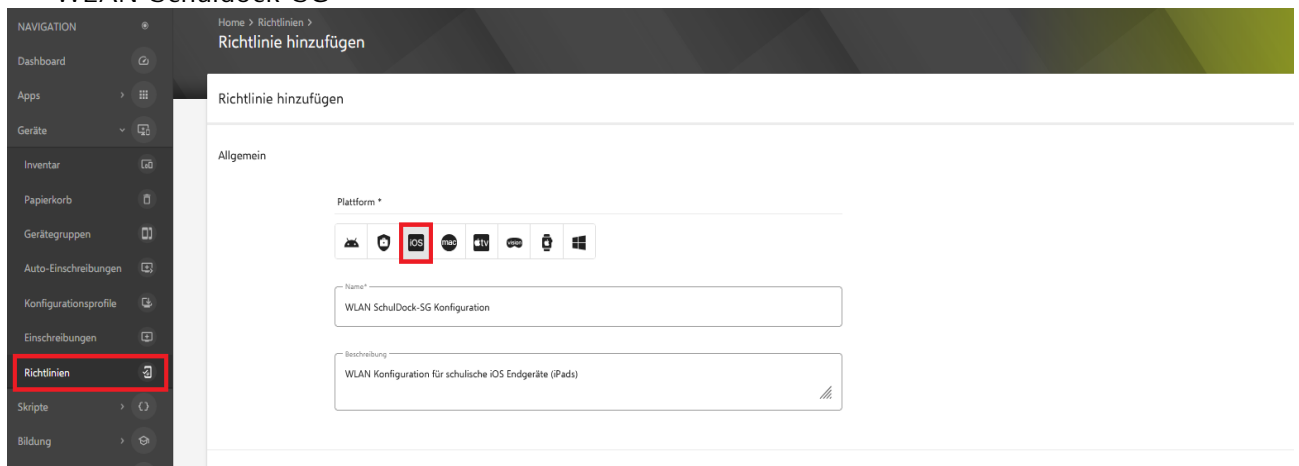 WLAN Schuldock-SG
NAVIGATION
Dashboard
Apps
Geräte
Inventar
Papierkorb
Gerätegruppen
Auto-Einschreibungen
Konfigurationsprofile
Einschreibungen
Richtlinien
Skripte
Bildung
Home > Richtlinien >
Richtlinie hinzufügen
Richtlinie hinzufügen
Allgemein
Plattform *
iOS mac tv vision
Name*
WLAN SchulDock-SG Konfiguration
Beschreibung
WLAN Konfiguration für schulische iOS Endgeräte (iPads)